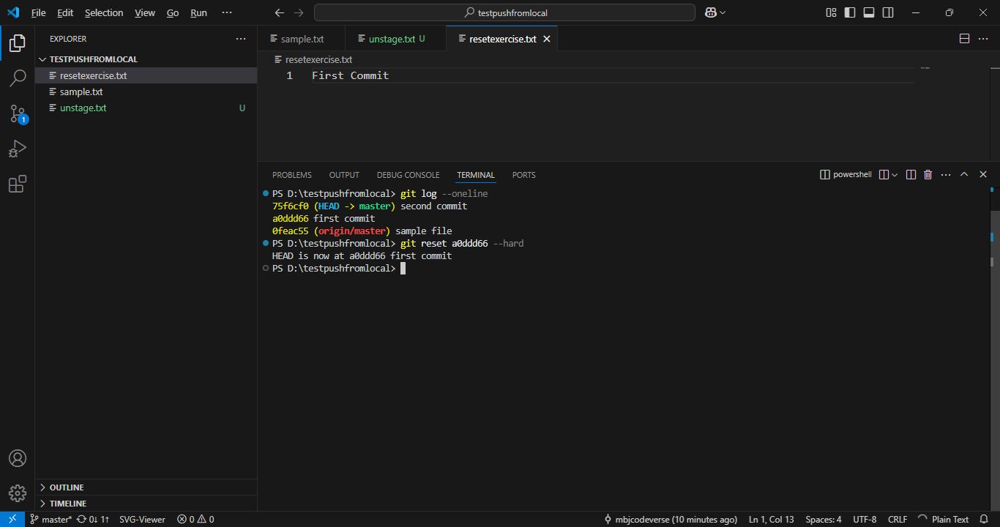 File Edit Selection View Go Run ···
testpushfromlocal
EXPLORER ···
TESTPUSHFROMLOCAL
resetexercise.txt
sample.txt
unstage.txt U
1
OUTLINE
TIMELINE
sample.txt unstage.txt U resetexercise.txt ···
resetexercise.txt
1 First Commit
PROBLEMS OUTPUT DEBUG CONSOLE TERMINAL PORTS powershell ···
PS D:\testpushfromlocal> git log --oneline
75f6cf0 (HEAD -> master) second commit
a0ddd66 first commit
0feac55 (origin/master) sample file
PS D:\testpushfromlocal> git reset a0ddd66 --hard
HEAD is now at a0ddd66 first commit
PS D:\testpushfromlocal>
master* 0↓ 1↑ SVG-Viewer 0 0 mbjcodeverse (10 minutes ago) Ln 1, Col 13 Spaces: 4 UTF-8 CRLF Plain Text